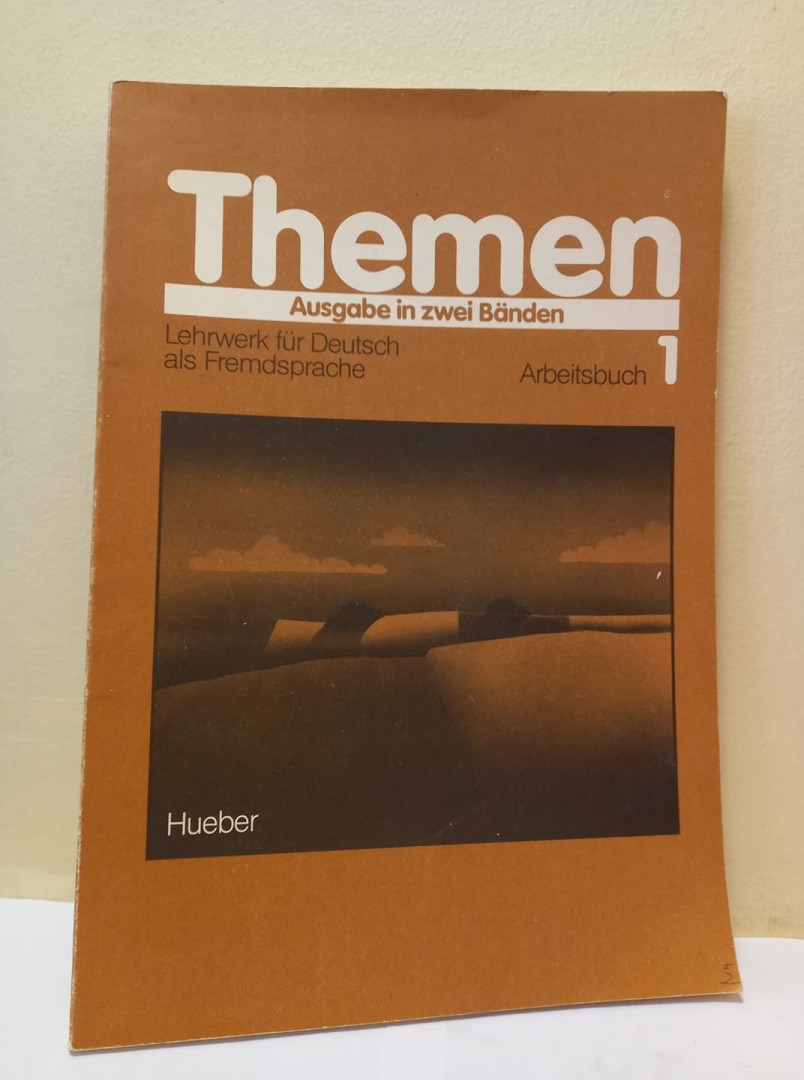 Themen
Ausgabe in zwei Bänden
Lehrwerk für Deutsch
als Fremdsprache
Arbeitsbuch 1
Hueber